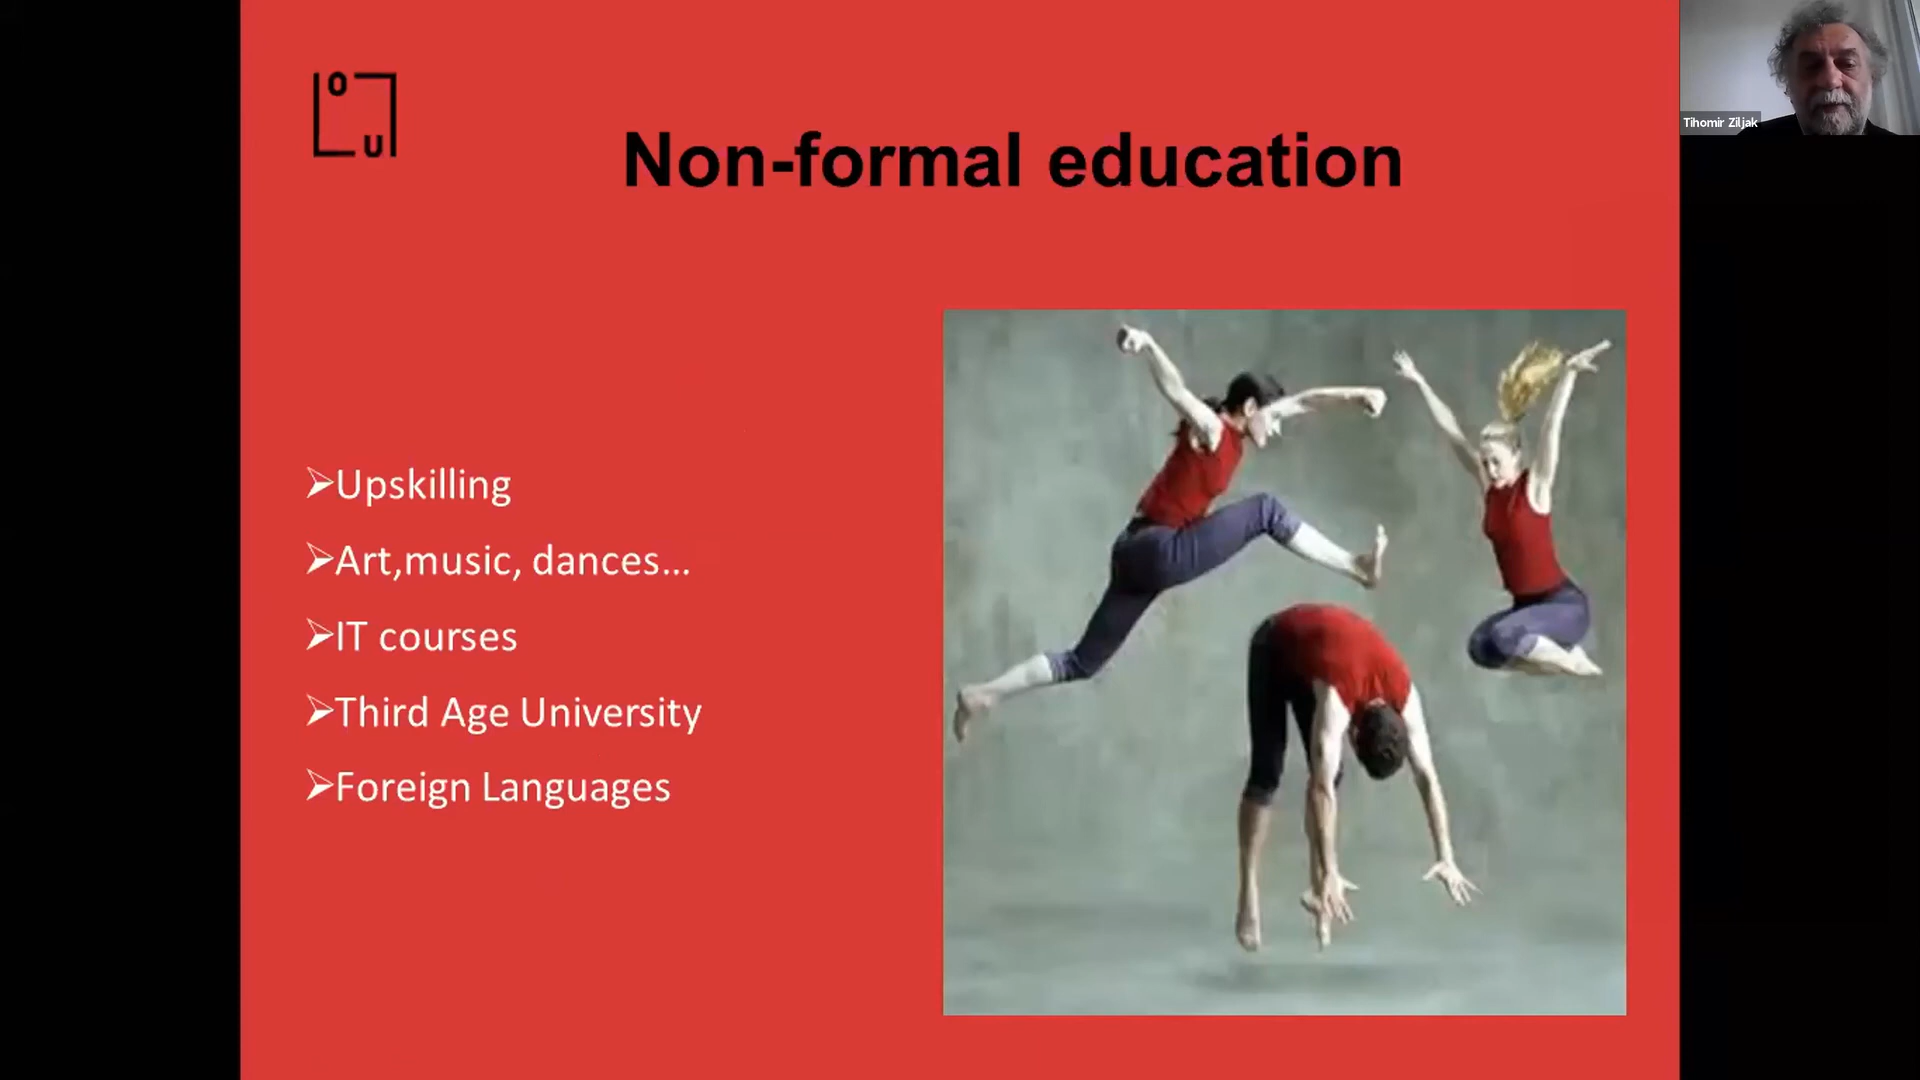 O
U
Non-formal education
Tihomir Ziljak
➢Upskilling
➢Art,music, dances...
➢IT courses
➢Third Age University
➢Foreign Languages